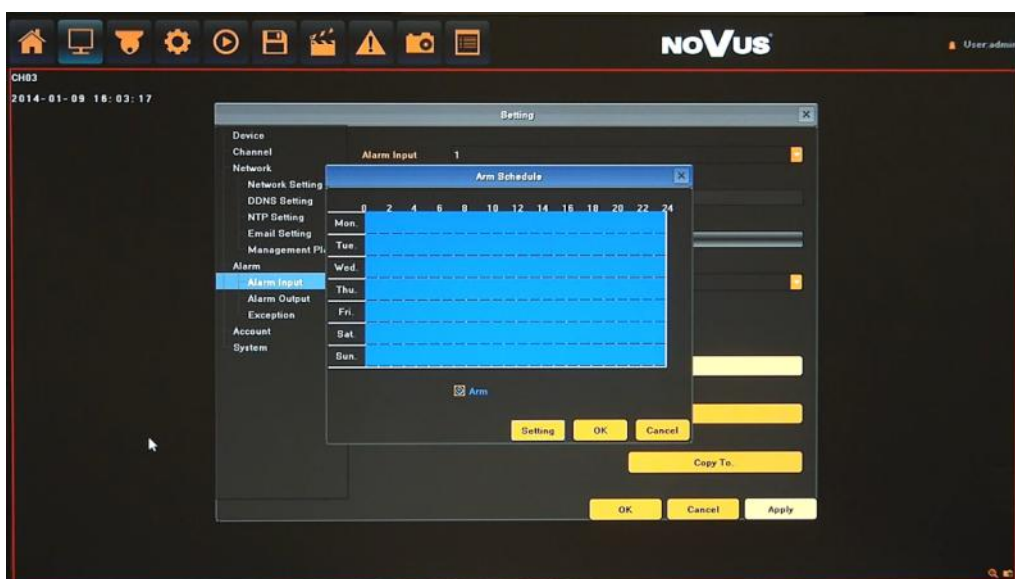 NOVUS
User:admin
CH03
2014-01-09 16:03:17
Setting
Device
Channel
Network
Network Setting
DDNS Setting
NTP Setting
Email Setting
Management Pl
Alarm
Alarm Input
Alarm Output
Exception
Account
System
Alarm Input 1
Arm Schedule
0 2 4 6 8 10 12 14 16 18 20 22 24
Mon.
Tue.
Wed.
Thu.
Fri.
Sat.
Sun.
Arm
Setting OK Cancel
Copy To.
OK Cancel Apply